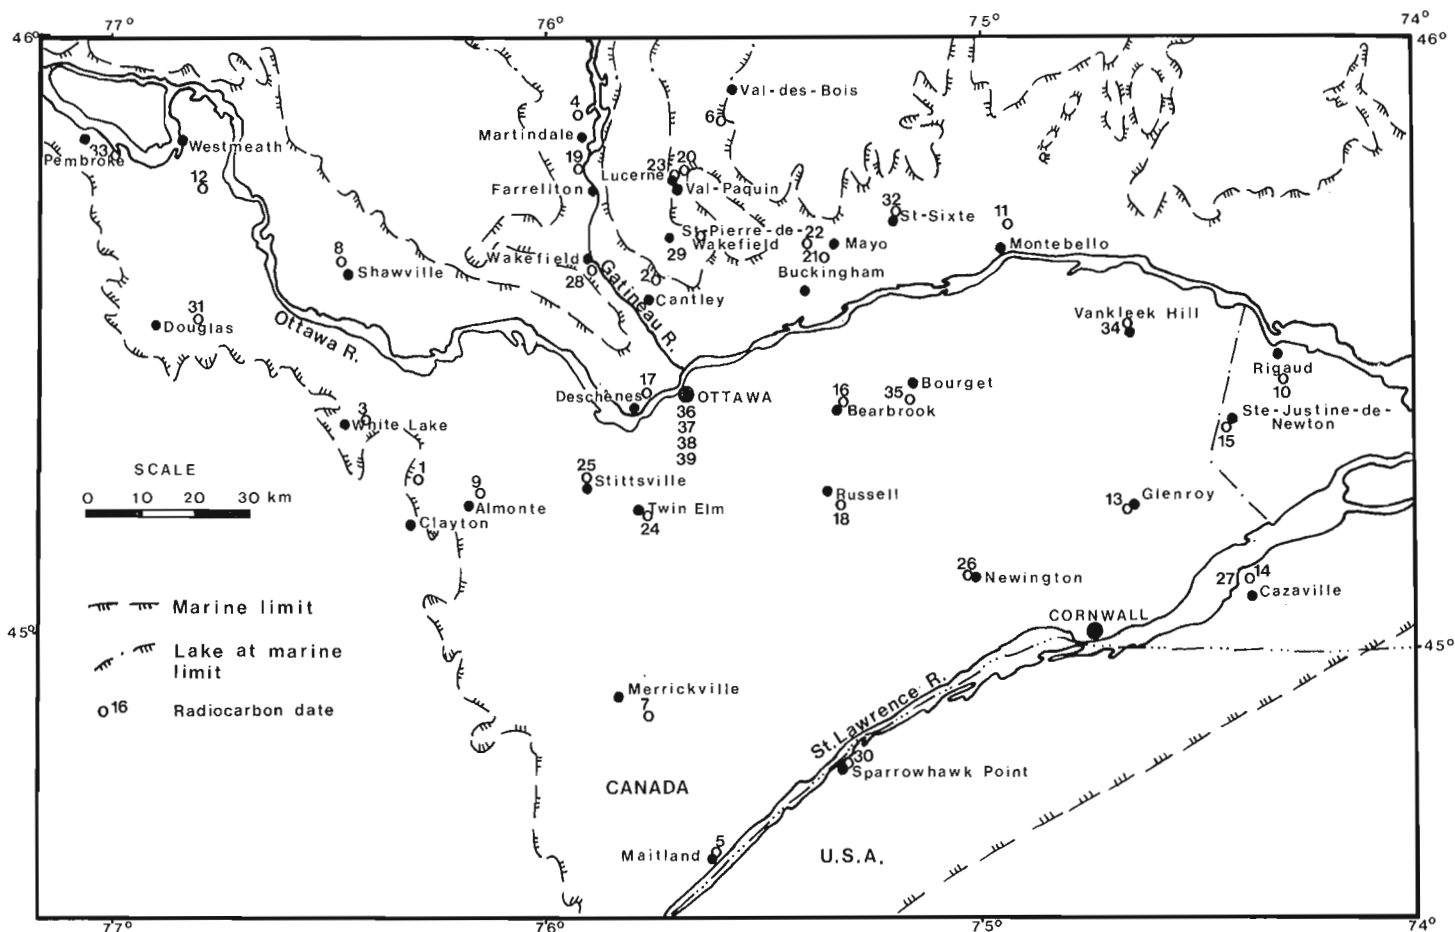 77° 76° 75° 74°
46° 46°
Val-des-Bois
4 6
Martindale
Pembroke 33 Westmeath
19 23 20
Lucerne
12 Farrellton Val-Paquin
32 11
St-Sixte
St-Pierre-de-
Wakefield
22 Mayo Montebello
29
8 Wakefield 21
Shawville 28 2 Buckingham
Gatineau R.
Cantley
31 Vankleek Hill
Douglas 34
Ottawa R.
Rigaud
10
17 16 35 Bourget
Deschenes OTTAWA Bearbrook
3 36 Ste-Justine-de-
White Lake 37 Newton
38 15
39
SCALE
0 10 20 30 km
1 9 25
Stittsville Russell Glenroy
Almonte Twin Elm 18 13
Clayton 24
26 Newington 27 14
Cazaville
Marine limit
CORNWALL
45° 45°
Lake at marine
limit
16 Radiocarbon date
Merrickville
7
St. Lawrence R.
30
Sparrowhawk Point
CANADA
5
Maitland U.S.A.
77° 76° 75° 74°